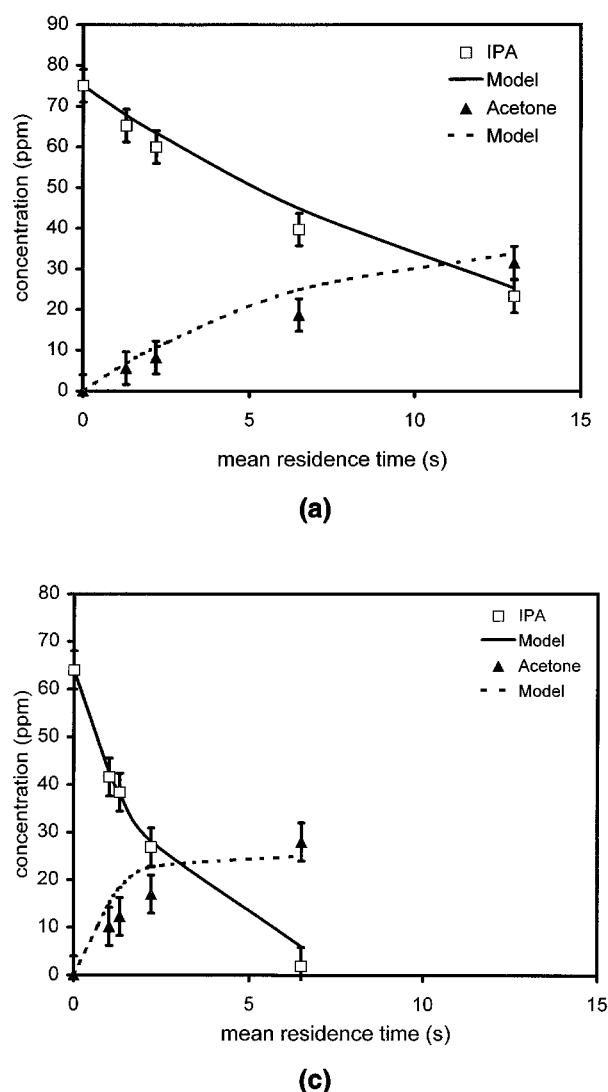 90
80
70
60
50
40
30
20
10
0
concentration (ppm)
IPA
Model
Acetone
Model
0 5 10 15
mean residence time (s)
(a)
80
70
60
50
40
30
20
10
0
concentration (ppm)
IPA
Model
Acetone
Model
0 5 10 15
mean residence time (s)
(c)